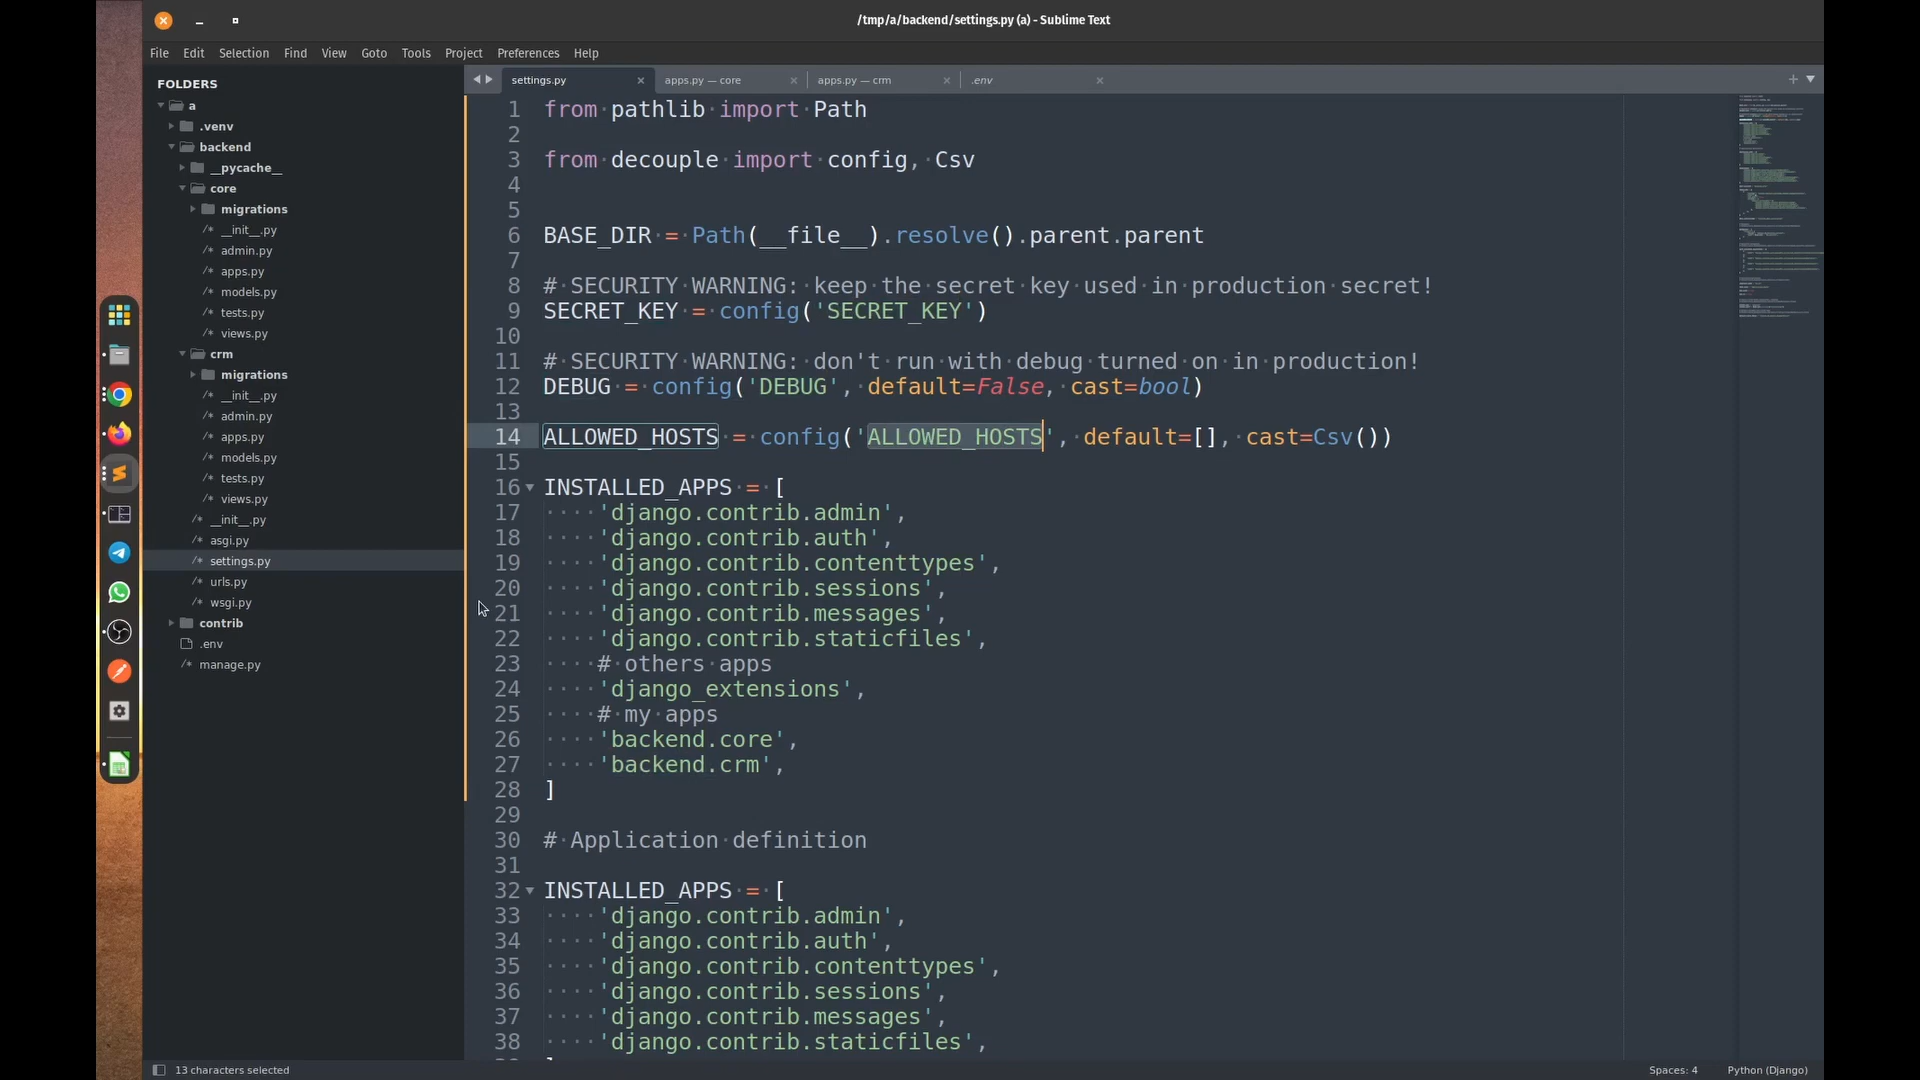 /tmp/a/backend/settings.py (a) - Sublime Text
File Edit Selection Find View Goto Tools Project Preferences Help
FOLDERS
a
.venv
backend
__pycache__
core
migrations
__init__.py
admin.py
apps.py
models.py
tests.py
views.py
crm
migrations
__init__.py
admin.py
apps.py
models.py
tests.py
views.py
__init__.py
asgi.py
settings.py
urls.py
wsgi.py
contrib
.env
manage.py
settings.py apps.py — core apps.py — crm .env
1 from pathlib import Path
2
3 from decouple import config, Csv
4
5
6 BASE_DIR = Path(__file__).resolve().parent.parent
7
8 # SECURITY WARNING: keep the secret key used in production secret!
9 SECRET_KEY = config('SECRET_KEY')
10
11 # SECURITY WARNING: don't run with debug turned on in production!
12 DEBUG = config('DEBUG', default=False, cast=bool)
13
14 ALLOWED_HOSTS = config('ALLOWED_HOSTS', default=[], cast=Csv())
15
16 INSTALLED_APPS = [
17     'django.contrib.admin',
18     'django.contrib.auth',
19     'django.contrib.contenttypes',
20     'django.contrib.sessions',
21     'django.contrib.messages',
22     'django.contrib.staticfiles',
23     # others apps
24     'django_extensions',
25     # my apps
26     'backend.core',
27     'backend.crm',
28 ]
29
30 # Application definition
31
32 INSTALLED_APPS = [
33     'django.contrib.admin',
34     'django.contrib.auth',
35     'django.contrib.contenttypes',
36     'django.contrib.sessions',
37     'django.contrib.messages',
38     'django.contrib.staticfiles',
13 characters selected Spaces: 4 Python (Django)